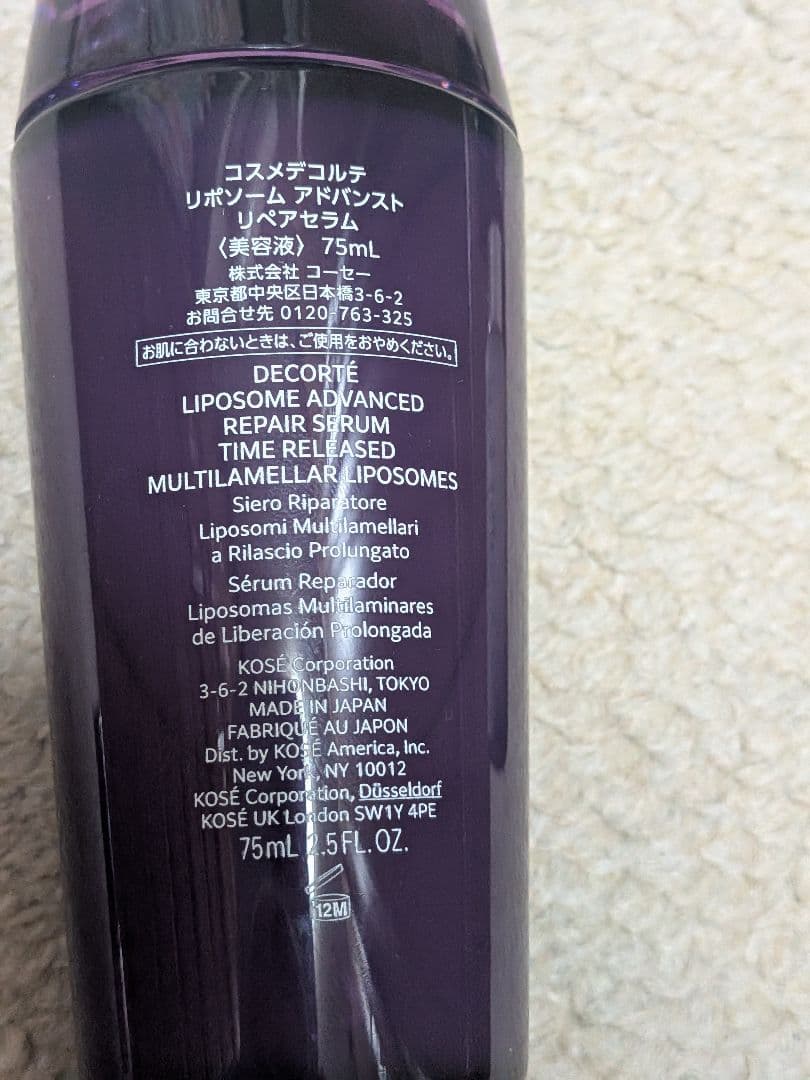 コスメデコルテ
リポソーム アドバンスト
リペアセラム
〈美容液〉 75mL
株式会社 コーセー
東京都中央区日本橋3-6-2
お問合せ先 0120-763-325
お肌に合わないときは、ご使用をおやめください。
DECORTÉ
LIPOSOME ADVANCED
REPAIR SERUM
TIME RELEASED
MULTILAMELLAR LIPOSOMES
Siero Riparatore
Liposomi Multilamellari
a Rilascio Prolungato
Sérum Reparador
Liposomas Multilaminares
de Liberación Prolongada
KOSÉ Corporation
3-6-2 NIHONBASHI, TOKYO
MADE IN JAPAN
FABRIQUÉ AU JAPON
Dist. by KOSÉ America, Inc.
New York, NY 10012
KOSÉ Corporation, Düsseldorf
KOSÉ UK London SW1Y 4PE
75mL 2.5FL.OZ.
12M